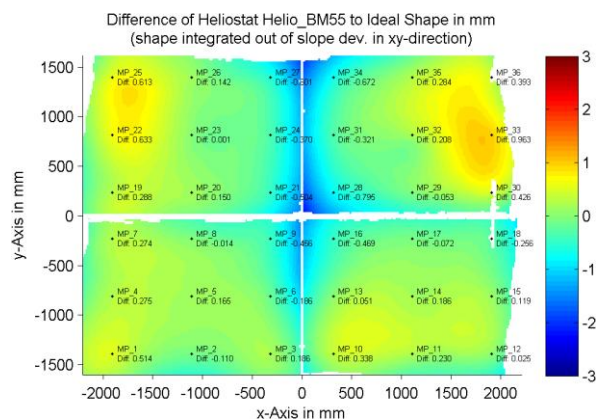 Difference of Heliostat Helio_BM55 to Ideal Shape in mm
(shape integrated out of slope dev. in xy-direction)
y-Axis in mm
1500
1000
500
0
-500
-1000
-1500
MP_25 MP_26 MP_27 MP_34 MP_35 MP_36
Diff: 0.613 Diff: 0.142 Diff: -0.601 Diff: -0.672 Diff: 0.284 Diff: 0.393
MP_22 MP_23 MP_24 MP_31 MP_32 MP_33
Diff: 0.633 Diff: 0.001 Diff: -0.370 Diff: -0.321 Diff: 0.208 Diff: 0.963
MP_19 MP_20 MP_21 MP_28 MP_29 MP_30
Diff: 0.288 Diff: 0.150 Diff: Diff: -0.795 Diff: -0.053 Diff: 0.426
MP_7 MP_8 MP_9 MP_16 MP_17 MP_18
Diff: 0.274 Diff: -0.014 Diff: -0.456 Diff: -0.469 Diff: -0.072 Diff: -0.256
MP_4 MP_5 MP_6 MP_13 MP_14 MP_15
Diff: 0.275 Diff: 0.165 Diff: -0.186 Diff: 0.051 Diff: 0.186 Diff: 0.119
MP_1 MP_2 MP_3 MP_10 MP_11 MP_12
Diff: 0.514 Diff: -0.110 Diff: 0.338 Diff: 0.230 Diff: 0.025
-2000 -1500 -1000 -500 0 500 1000 1500 2000
x-Axis in mm
3
2
1
0
-1
-2
-3